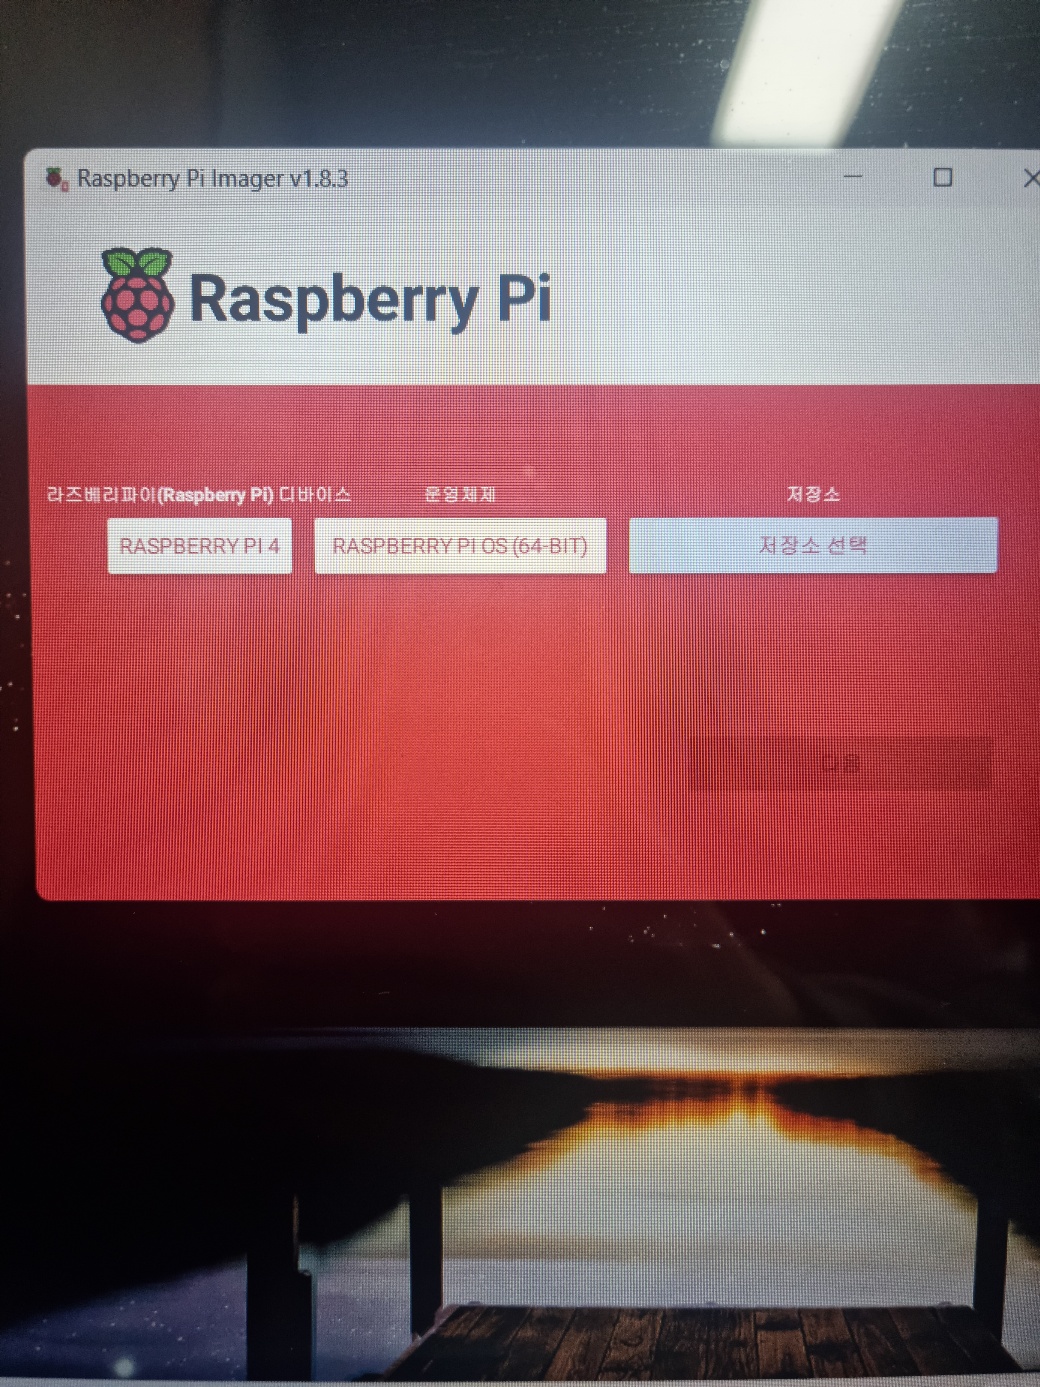 Raspberry Pi Imager v1.8.3
Raspberry Pi
라즈베리파이(Raspberry Pi) 디바이스 운영체제 저장소
RASPBERRY PI 4 RASPBERRY PI OS (64-BIT) 저장소 선택
다음